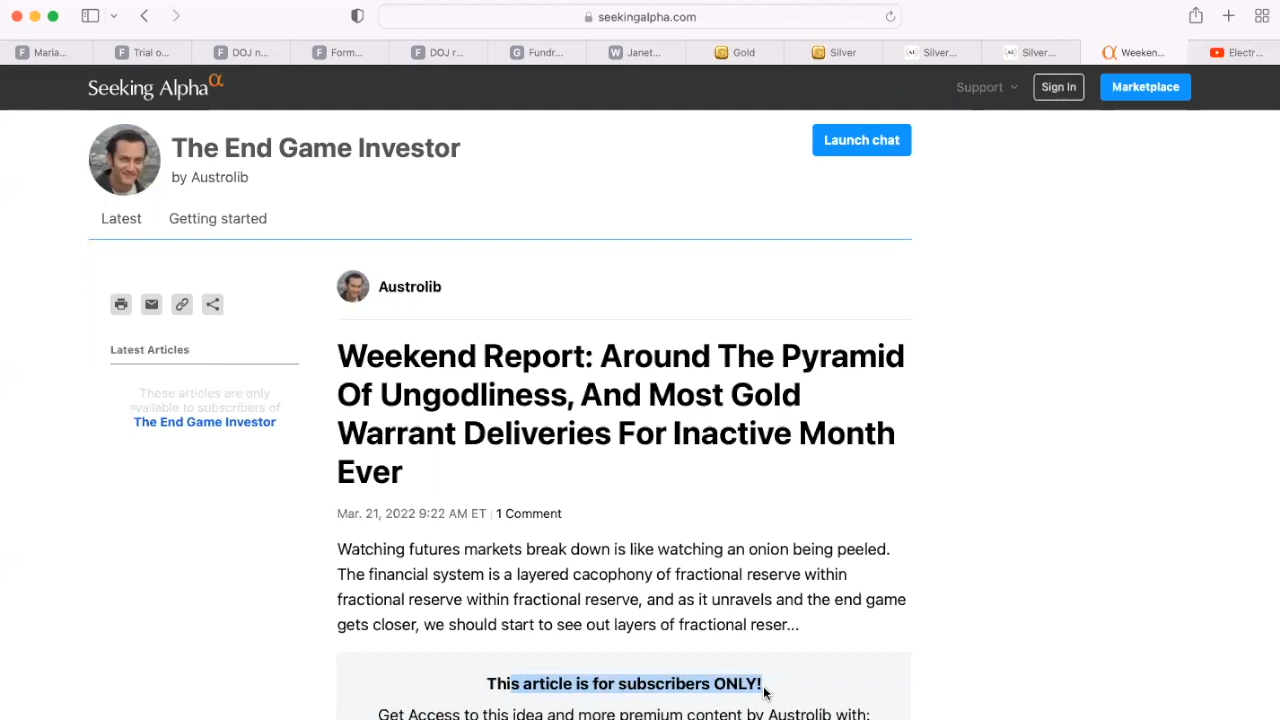 seekingalpha.com
Maria...
Trial o...
DOJ n...
Form...
DOJ r...
Fundr...
Janet...
Gold
Silver
Silver...
Silver...
Weeken...
Electr...
Seeking Alpha α
Support
Sign In
Marketplace
The End Game Investor
by Austrolib
Launch chat
Latest
Getting started
Austrolib
Latest Articles
These articles are only
available to subscribers of
The End Game Investor
Weekend Report: Around The Pyramid
Of Ungodliness, And Most Gold
Warrant Deliveries For Inactive Month
Ever
Mar. 21, 2022 9:22 AM ET | 1 Comment
Watching futures markets break down is like watching an onion being peeled.
The financial system is a layered cacophony of fractional reserve within
fractional reserve within fractional reserve, and as it unravels and the end game
gets closer, we should start to see out layers of fractional reser...
This article is for subscribers ONLY!
Get Access to this idea and more premium content by Austrolib with: